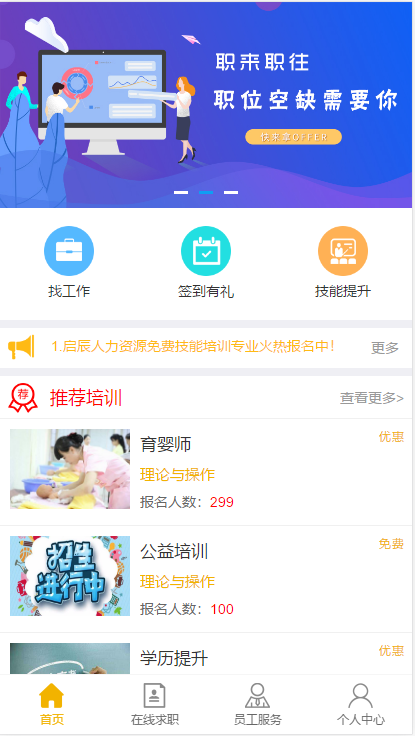 职来职往
职位空缺需要你
快来拿OFFER
找工作
签到有礼
技能提升
1.启辰人力资源免费技能培训专业火热报名中!
更多
荐
推荐培训
查看更多>
育婴师
优惠
理论与操作
报名人数：299
招生
进行中
公益培训
免费
理论与操作
报名人数：100
学历提升
优惠
首页
在线求职
员工服务
个人中心